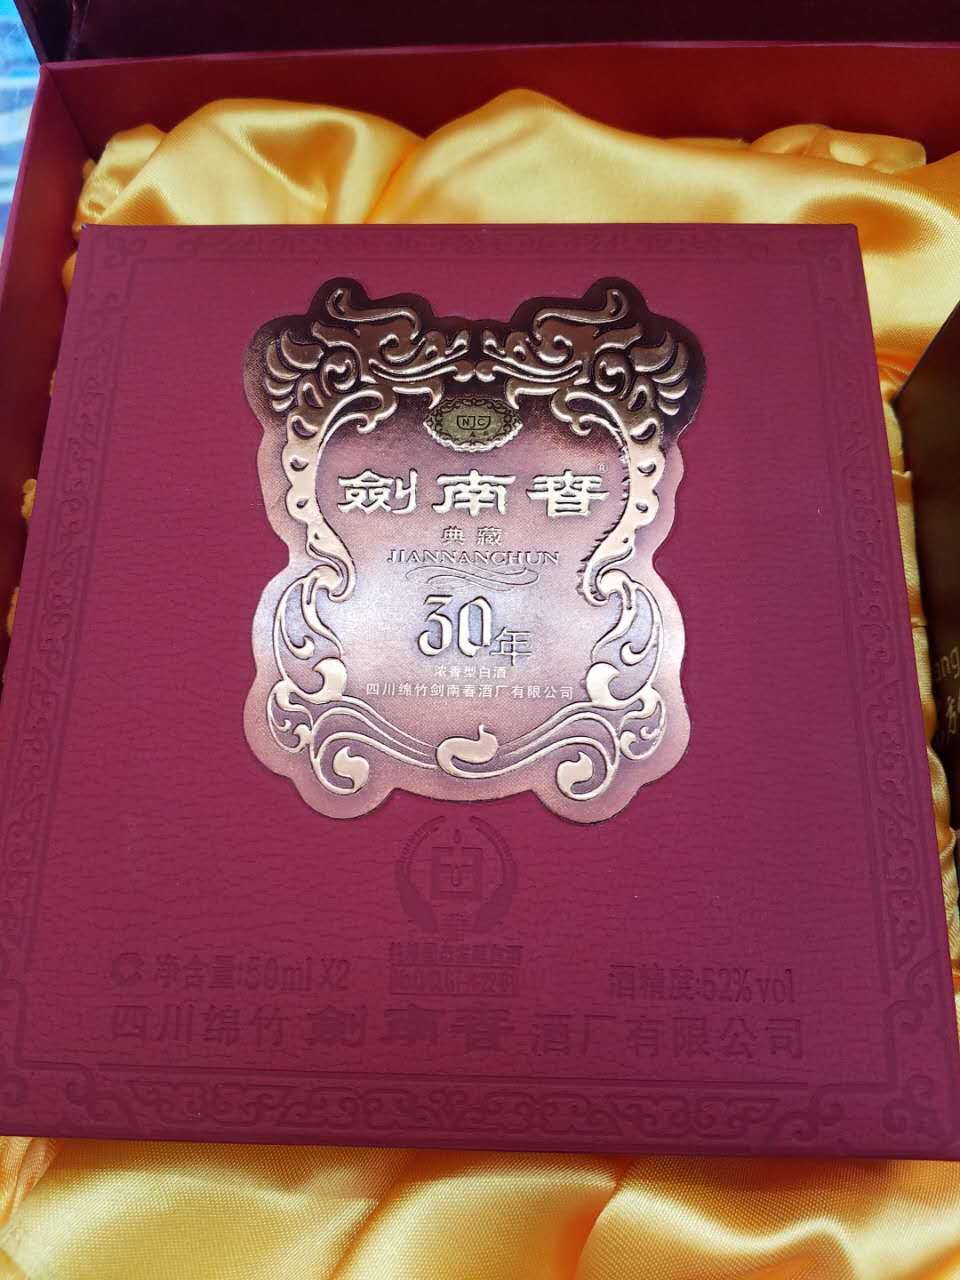 NJC
劍南春®
典藏
JIANNANCHUN
30年
浓香型白酒
四川绵竹剑南春酒厂有限公司
净含量:50ml X2
酒精度:52%vol
四川绵竹劍南春酒厂有限公司
ang